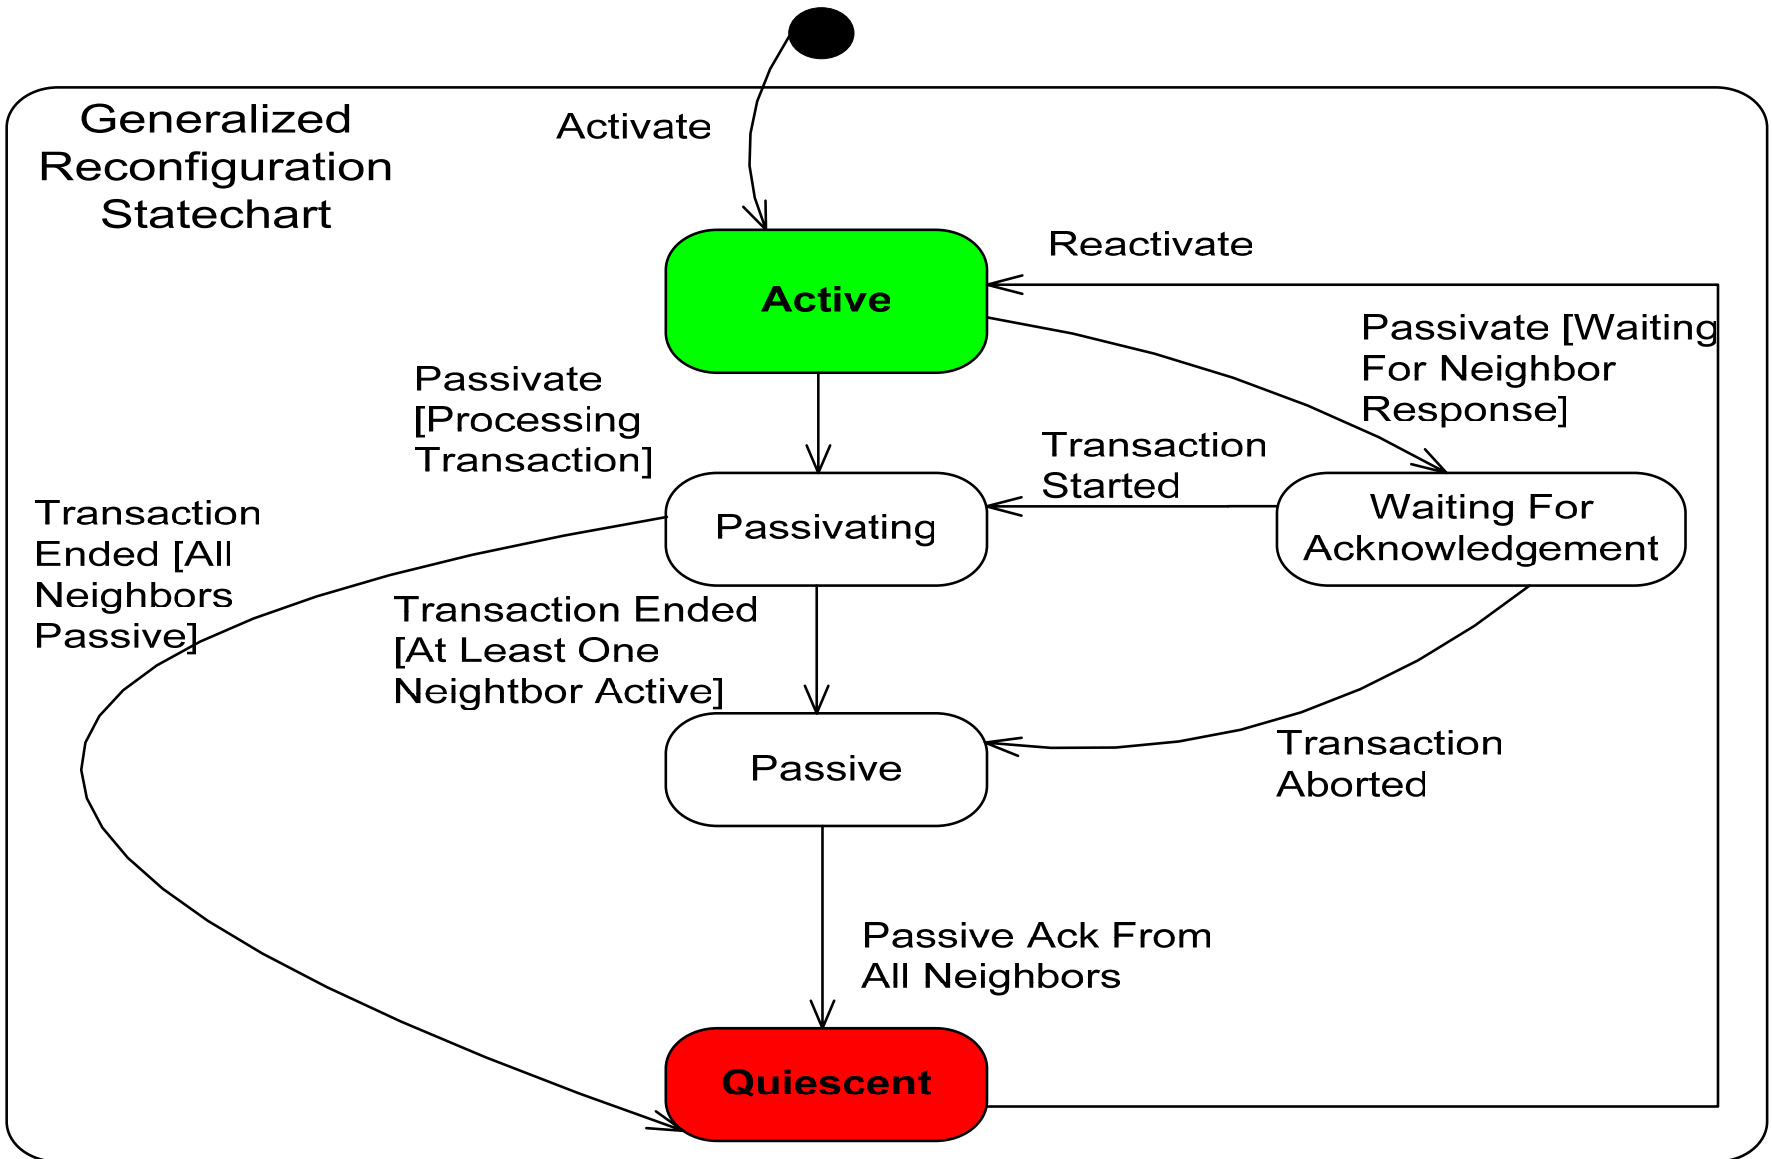 Generalized
Reconfiguration
Statechart
Activate
Active
Reactivate
Passivate [Waiting
For Neighbor
Response]
Passivate
[Processing
Transaction]
Transaction
Started
Waiting For
Acknowledgement
Passivating
Transaction
Ended [All
Neighbors
Passive]
Transaction Ended
[At Least One
Neightbor Active]
Passive
Transaction
Aborted
Passive Ack From
All Neighbors
Quiescent